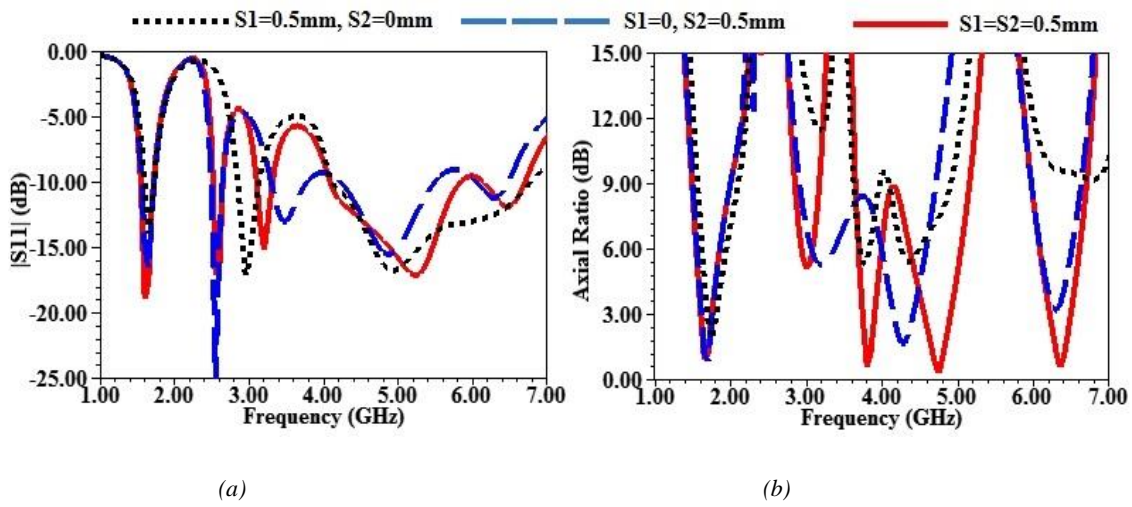 S1=0.5mm, S2=0mm S1=0, S2=0.5mm S1=S2=0.5mm
0.00
-5.00
-10.00
-15.00
-20.00
-25.00
|S11| (dB)
1.00 2.00 3.00 4.00 5.00 6.00 7.00
Frequency (GHz)
15.00
12.00
9.00
6.00
3.00
0.00
Axial Ratio (dB)
1.00 2.00 3.00 4.00 5.00 6.00 7.00
Frequency (GHz)
(a) (b)